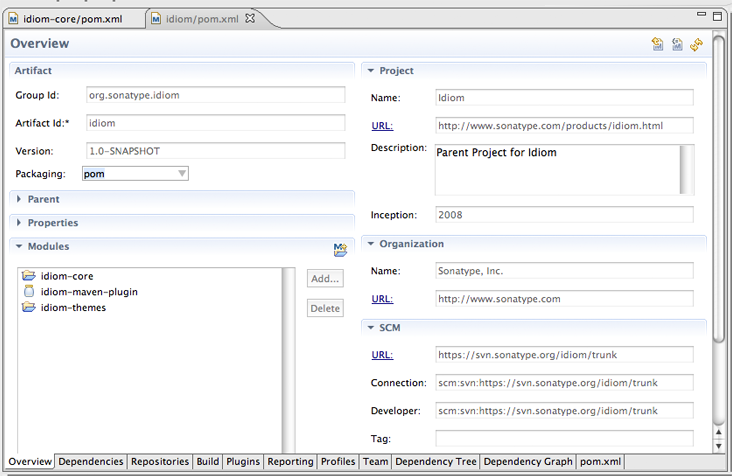 idiom-core/pom.xml
idiom/pom.xml
Overview
Artifact
Group Id: org.sonatype.idiom
Artifact Id:* idiom
Version: 1.0-SNAPSHOT
Packaging: pom
Parent
Properties
Modules
idiom-core
idiom-maven-plugin
idiom-themes
Add...
Delete
Project
Name: Idiom
URL: http://www.sonatype.com/products/idiom.html
Description: Parent Project for Idiom
Inception: 2008
Organization
Name: Sonatype, Inc.
URL: http://www.sonatype.com
SCM
URL: https://svn.sonatype.org/idiom/trunk
Connection: scm:svn:https://svn.sonatype.org/idiom/trunk
Developer: scm:svn:https://svn.sonatype.org/idiom/trunk
Tag:
Overview Dependencies Repositories Build Plugins Reporting Profiles Team Dependency Tree Dependency Graph pom.xml